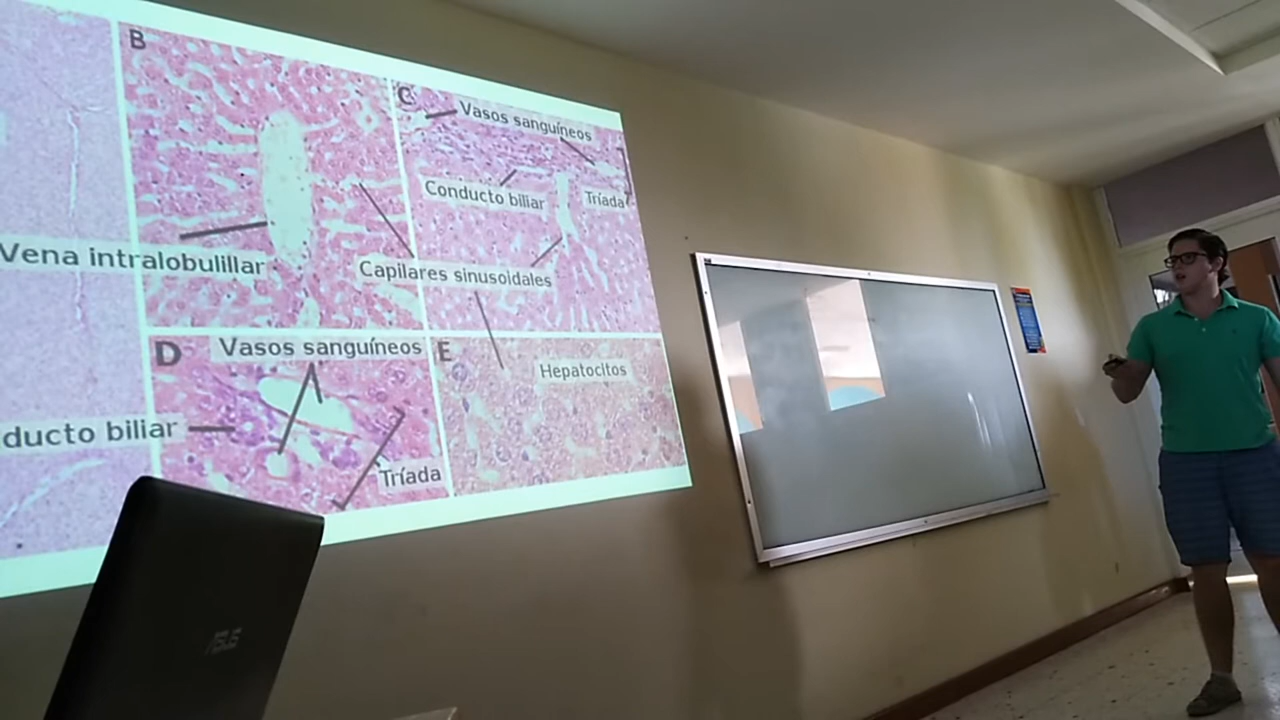 B
Vena intralobulillar
C
Vasos sanguíneos
Conducto biliar
Tríada
Capilares sinusoidales
D
Vasos sanguíneos
ducto biliar
Tríada
E
Hepatocitos
ASUS